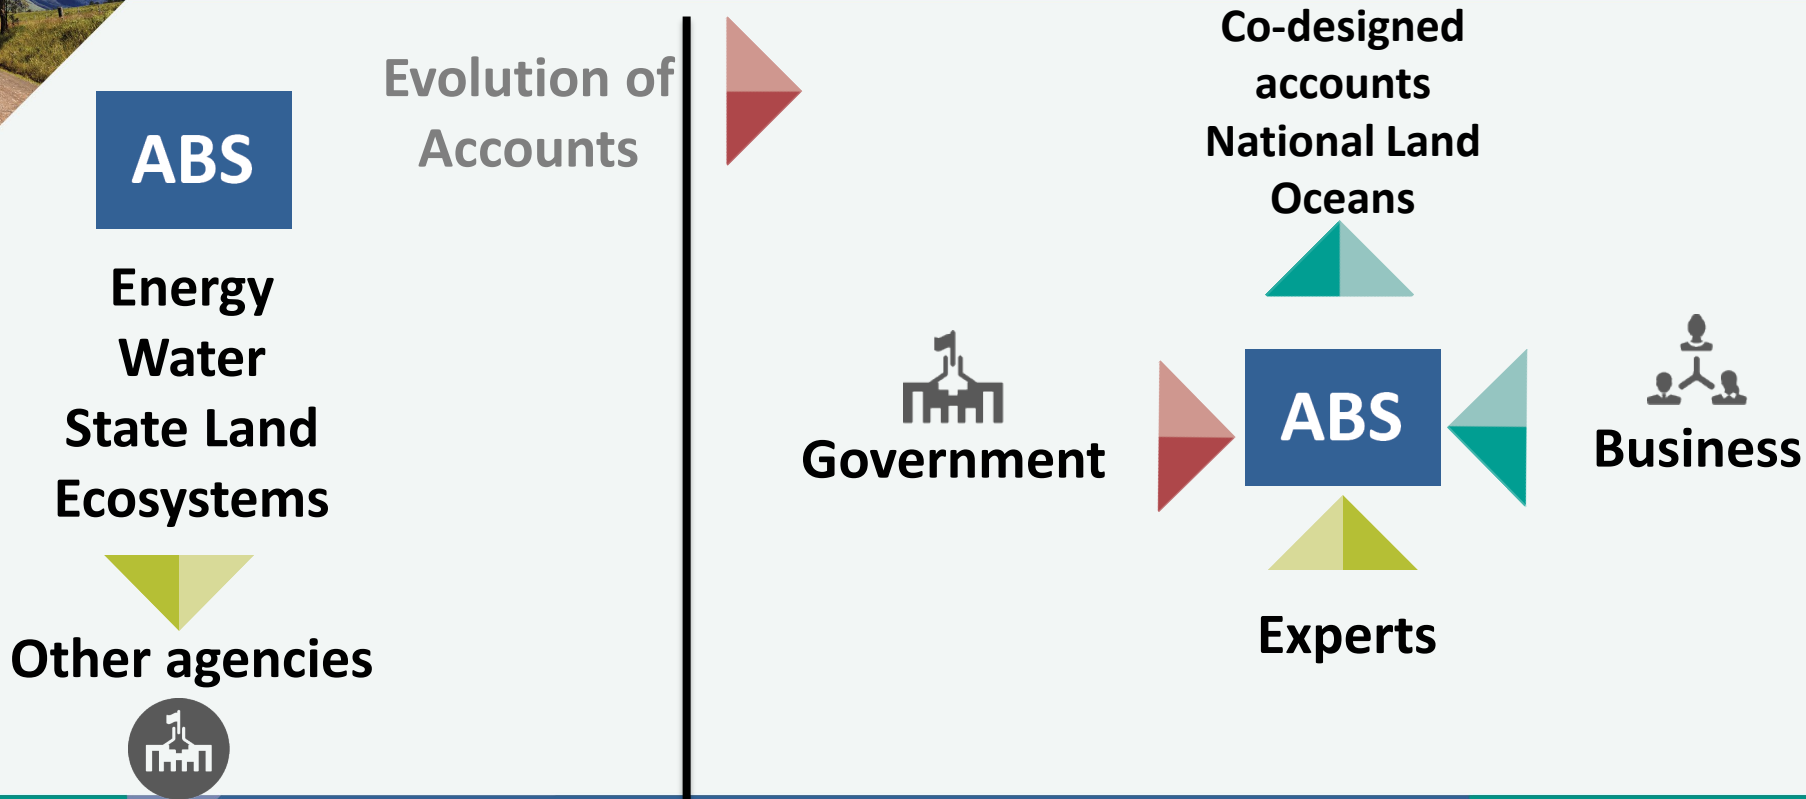 Evolution of
Accounts
ABS
Energy
Water
State Land
Ecosystems
Other agencies
Co-designed
accounts
National Land
Oceans
Government
ABS
Business
Experts